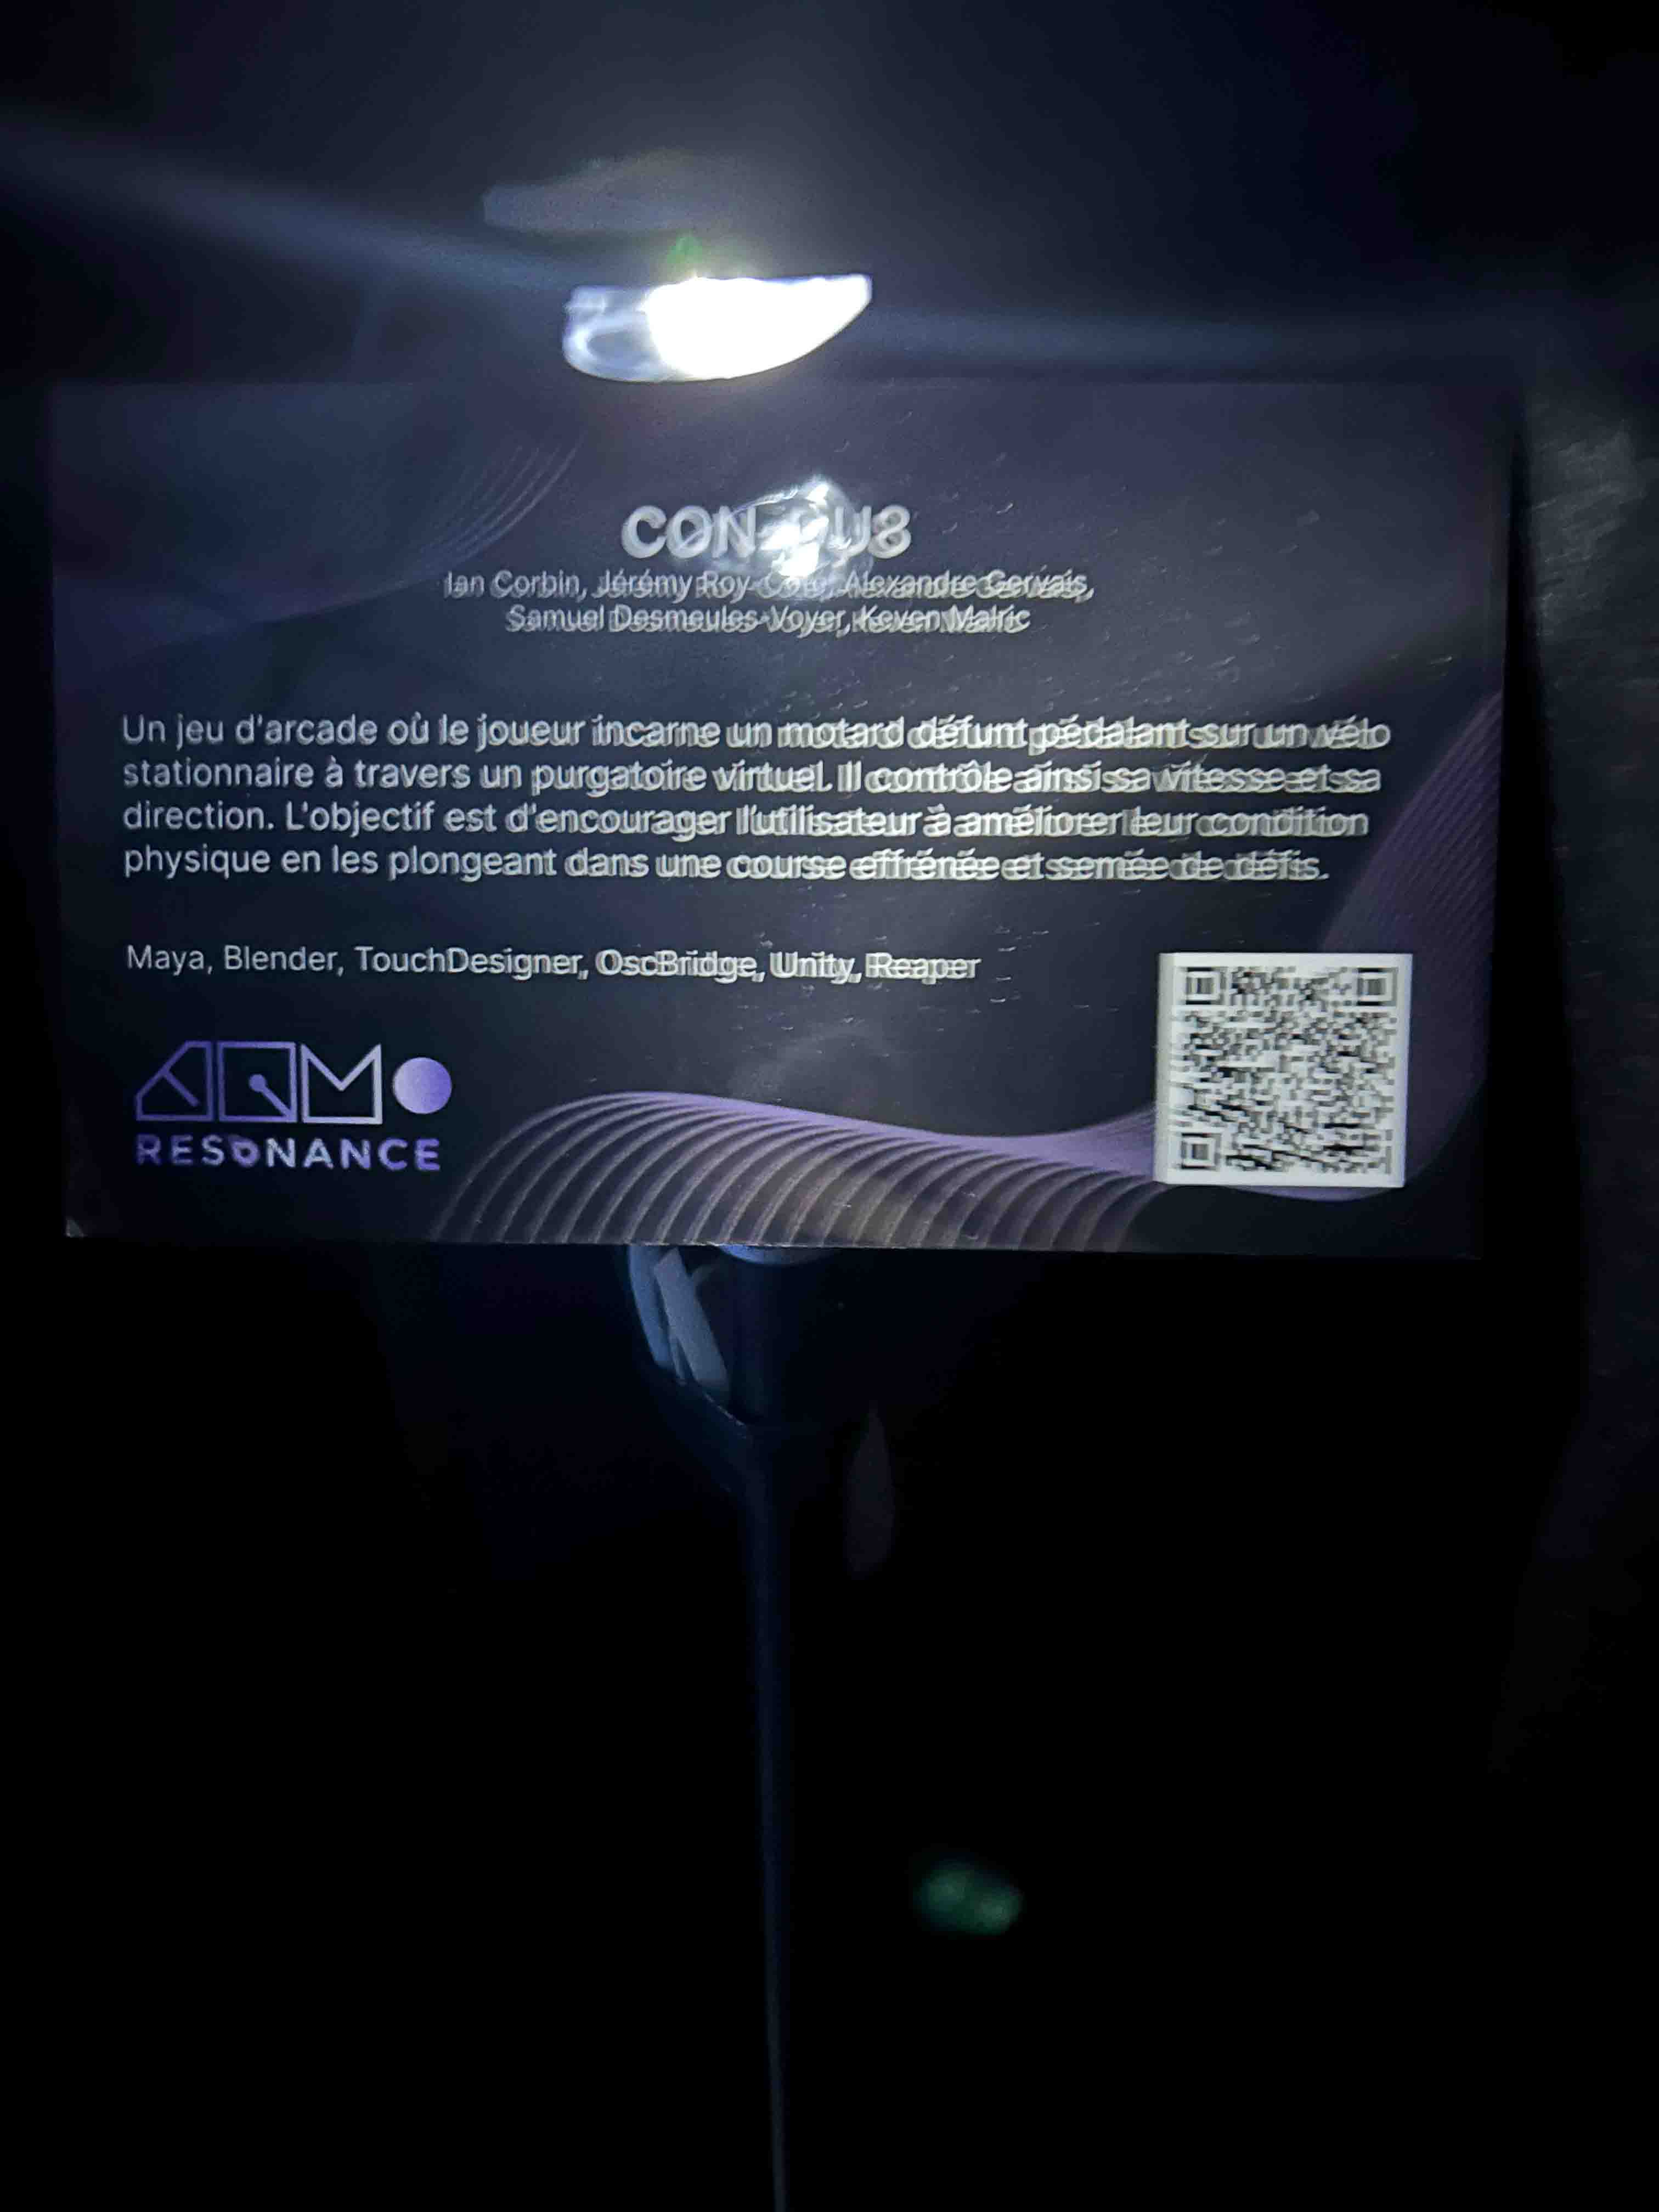 Ian Corbin, Jérémy Roy-Côté, Alexandre Gervais,
Samuel Desmeules-Voyer, Keven Malric
Un jeu d'arcade où le joueur incarne un motard défunt pédalant sur un vélo
stationnaire à travers un purgatoire virtuel. Il contrôle ainsi sa vitesse et sa
direction. L'objectif est d'encourager l'utilisateur à améliorer leur condition
physique en les plongeant dans une course effrénée et semée de défis.
Maya, Blender, TouchDesigner, OscBridge, Unity, Reaper
RESONANCE